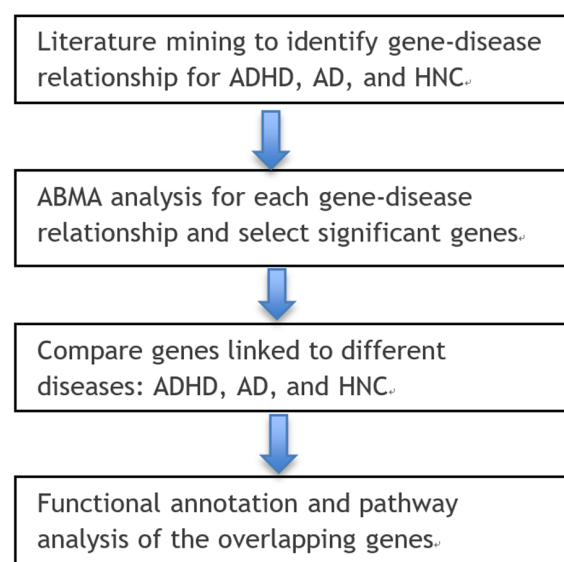 Literature mining to identify gene-disease
relationship for ADHD, AD, and HNC
ABMA analysis for each gene-disease
relationship and select significant genes
Compare genes linked to different
diseases: ADHD, AD, and HNC
Functional annotation and pathway
analysis of the overlapping genes